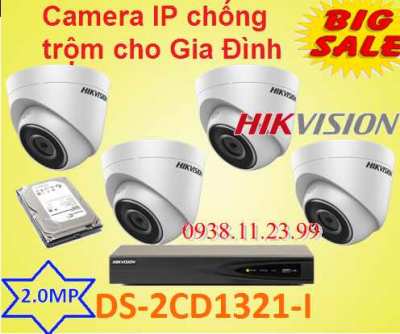 Camera IP chống
trộm cho Gia Đình
BIG
SALE
HIKVISION
HIKVISION
HIKVISION
HIKVISION
HIKVISION
0938.11.23.99
2.0MP
DS-2CD1321-I